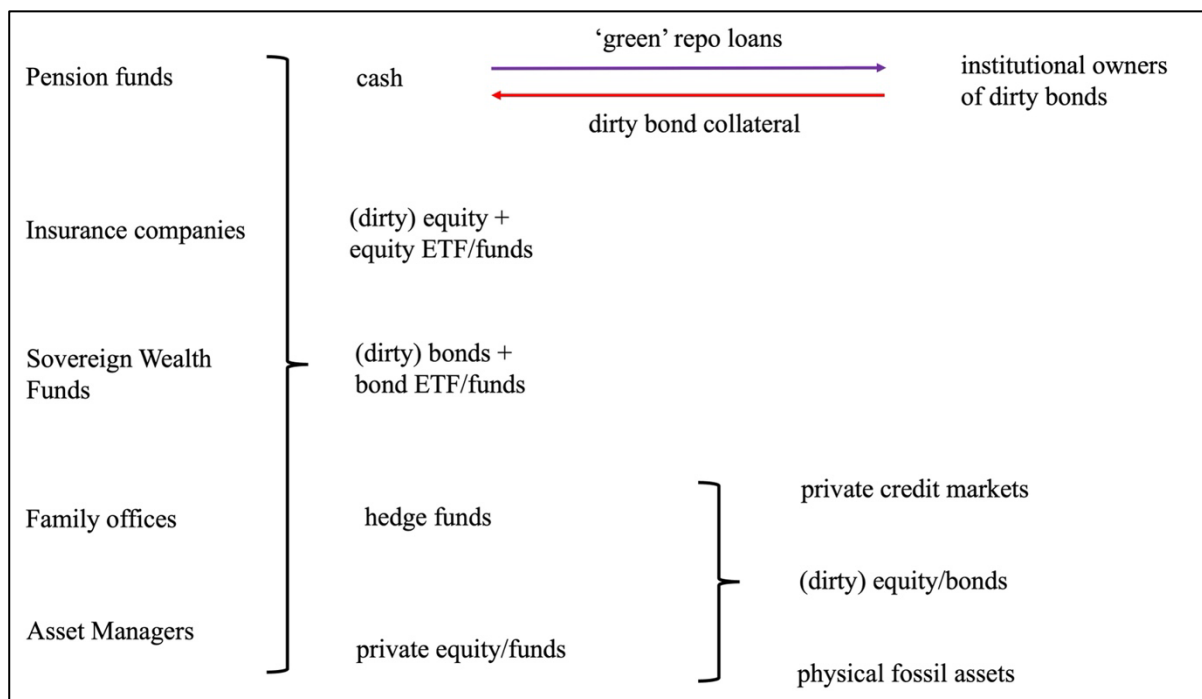 ‘green’ repo loans
Pension funds
cash
institutional owners
of dirty bonds
dirty bond collateral
Insurance companies
(dirty) equity +
equity ETF/funds
Sovereign Wealth
Funds
(dirty) bonds +
bond ETF/funds
Family offices
hedge funds
private credit markets
(dirty) equity/bonds
Asset Managers
private equity/funds
physical fossil assets